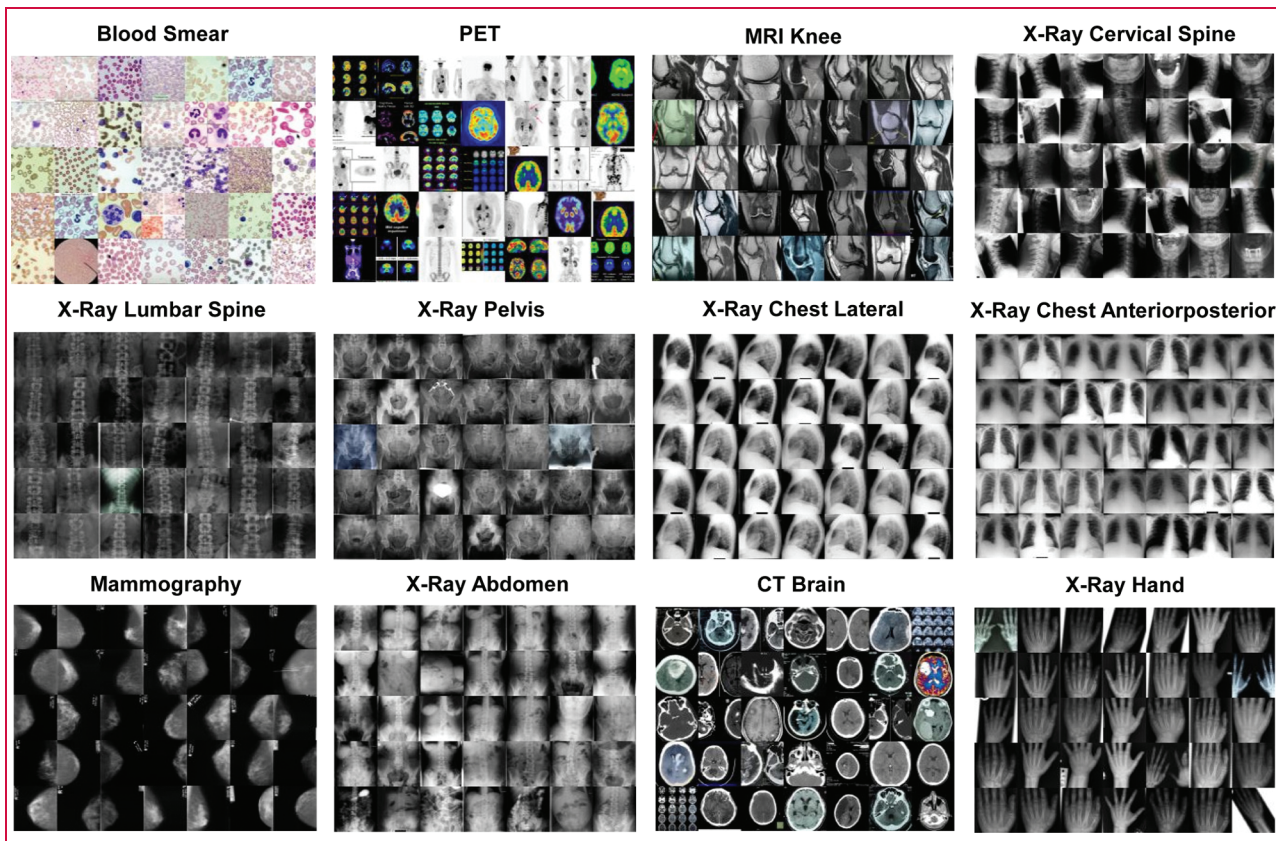 Blood Smear
PET
MRI Knee
X-Ray Cervical Spine
X-Ray Lumbar Spine
X-Ray Pelvis
X-Ray Chest Lateral
X-Ray Chest Anteriorposterior
Mammography
X-Ray Abdomen
CT Brain
X-Ray Hand